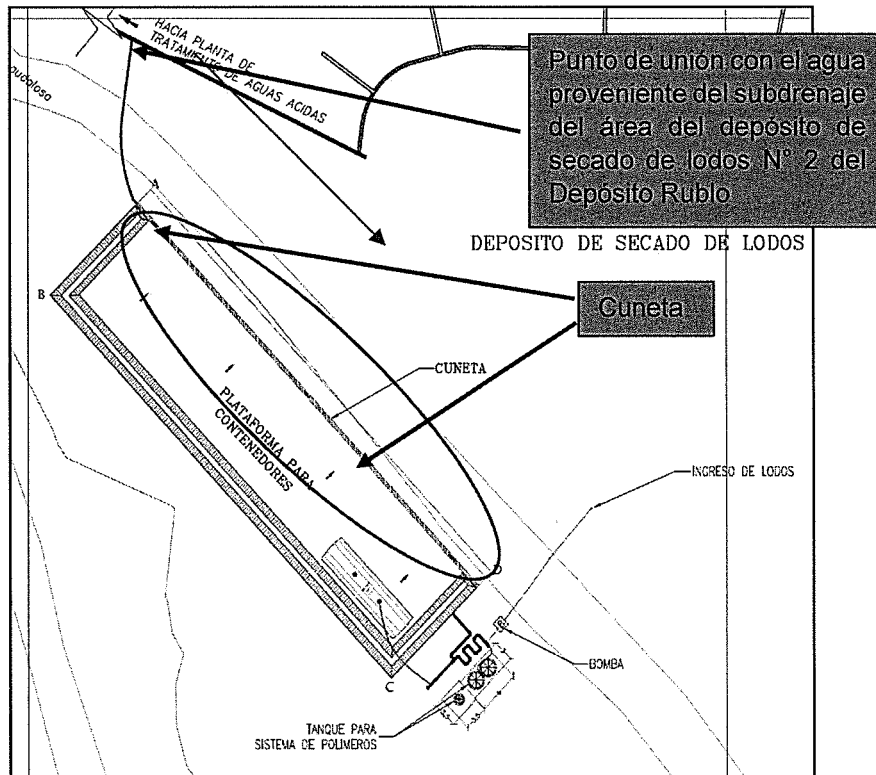 HACIA PLANTA DE
TRATAMIENTO DE AGUAS ACIDAS
Punto de unión con el agua
proveniente del subdrenaje
del área del depósito de
secado de lodos N° 2 del
Depósito Rublo
A
DEPOSITO DE SECADO DE LODOS
B
Cuneta
CUNETA
PLATAFORMA PARA
CONTENEDORES
INGRESO DE LODOS
D
BOMBA
C
TANQUE PARA
SISTEMA DE POLIMEROS